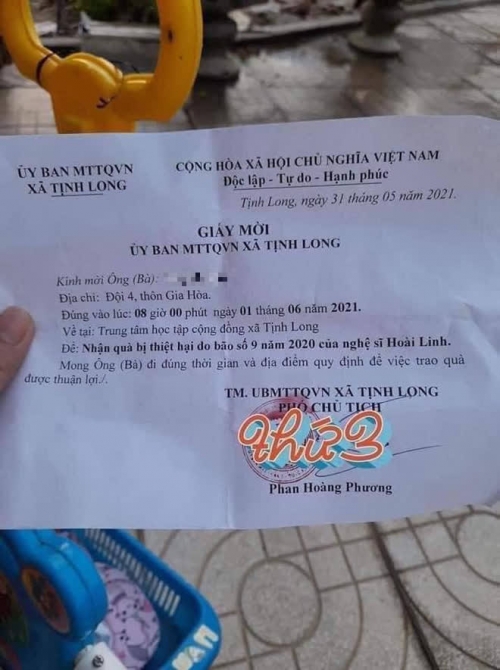 ỦY BAN MTTQVN
XÃ TỊNH LONG
CỘNG HÒA XÃ HỘI CHỦ NGHĨA VIỆT NAM
Độc lập - Tự do - Hạnh phúc
Tịnh Long, ngày 31 tháng 05 năm 2021.
GIẤY MỜI
ỦY BAN MTTQVN XÃ TỊNH LONG
Kính mời Ông (Bà):
Địa chỉ: Đội 4, thôn Gia Hòa.
Đúng vào lúc: 08 giờ 00 phút ngày 01 tháng 06 năm 2021.
Về tại: Trung tâm học tập cộng đồng xã Tịnh Long
Đề: Nhận quà bị thiệt hại do bão số 9 năm 2020 của nghệ sĩ Hoài Linh.
Mong Ông (Bà) đi đúng thời gian và địa điểm quy định để việc trao quà
được thuận lợi./.
TM. UBMTTQVN XÃ TỊNH LONG
PHÓ CHỦ TỊCH
thứ 3
Phan Hoàng Phương